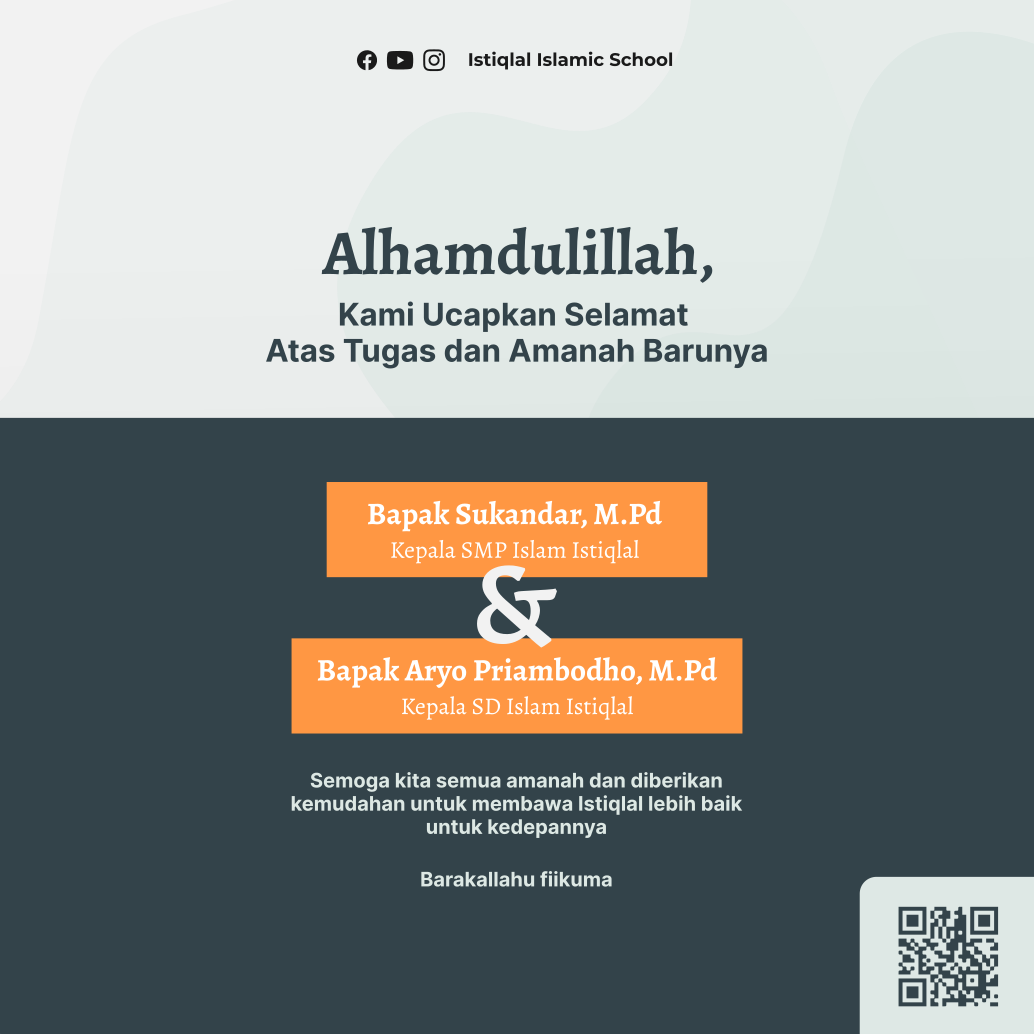 Istiqlal Islamic School
Alhamdulillah,
Kami Ucapkan Selamat
Atas Tugas dan Amanah Barunya
Bapak Sukandar, M.Pd
Kepala SMP Islam Istiqlal
&
Bapak Aryo Priambodho, M.Pd
Kepala SD Islam Istiqlal
Semoga kita semua amanah dan diberikan
kemudahan untuk membawa Istiqlal lebih baik
untuk kedepannya
Barakallahu fiikuma